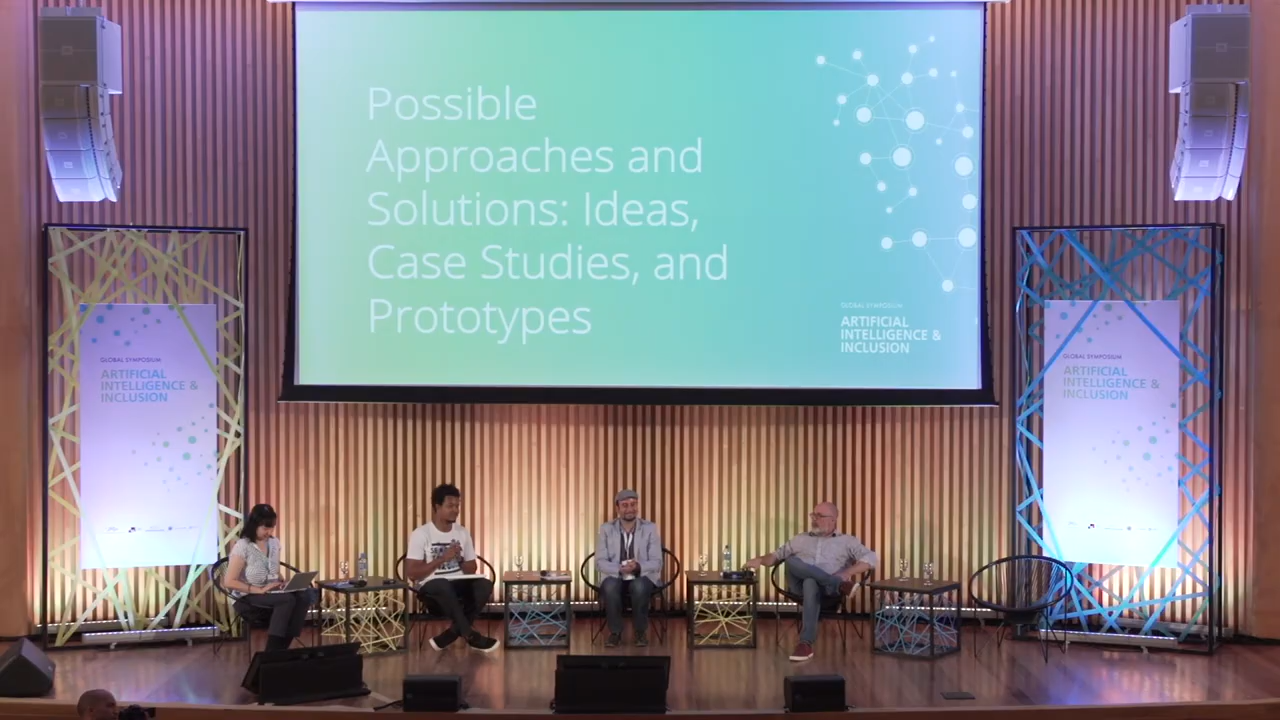 Possible
Approaches and
Solutions: Ideas,
Case Studies, and
Prototypes
GLOBAL SYMPOSIUM
ARTIFICIAL
INTELLIGENCE &
INCLUSION
GLOBAL SYMPOSIUM
ARTIFICIAL
INTELLIGENCE &
INCLUSION
GLOBAL SYMPOSIUM
ARTIFICIAL
INTELLIGENCE &
INCLUSION